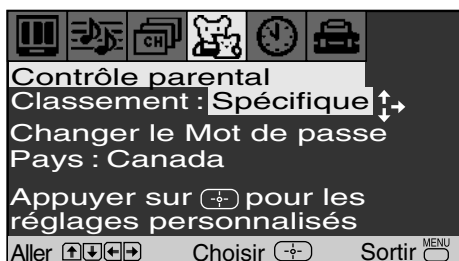 CH
Contrôle parental
Classement : Spécifique
Changer le Mot de passe
Pays : Canada
Appuyer sur pour les
réglages personnalisés
Aller Choisir Sortir MENU